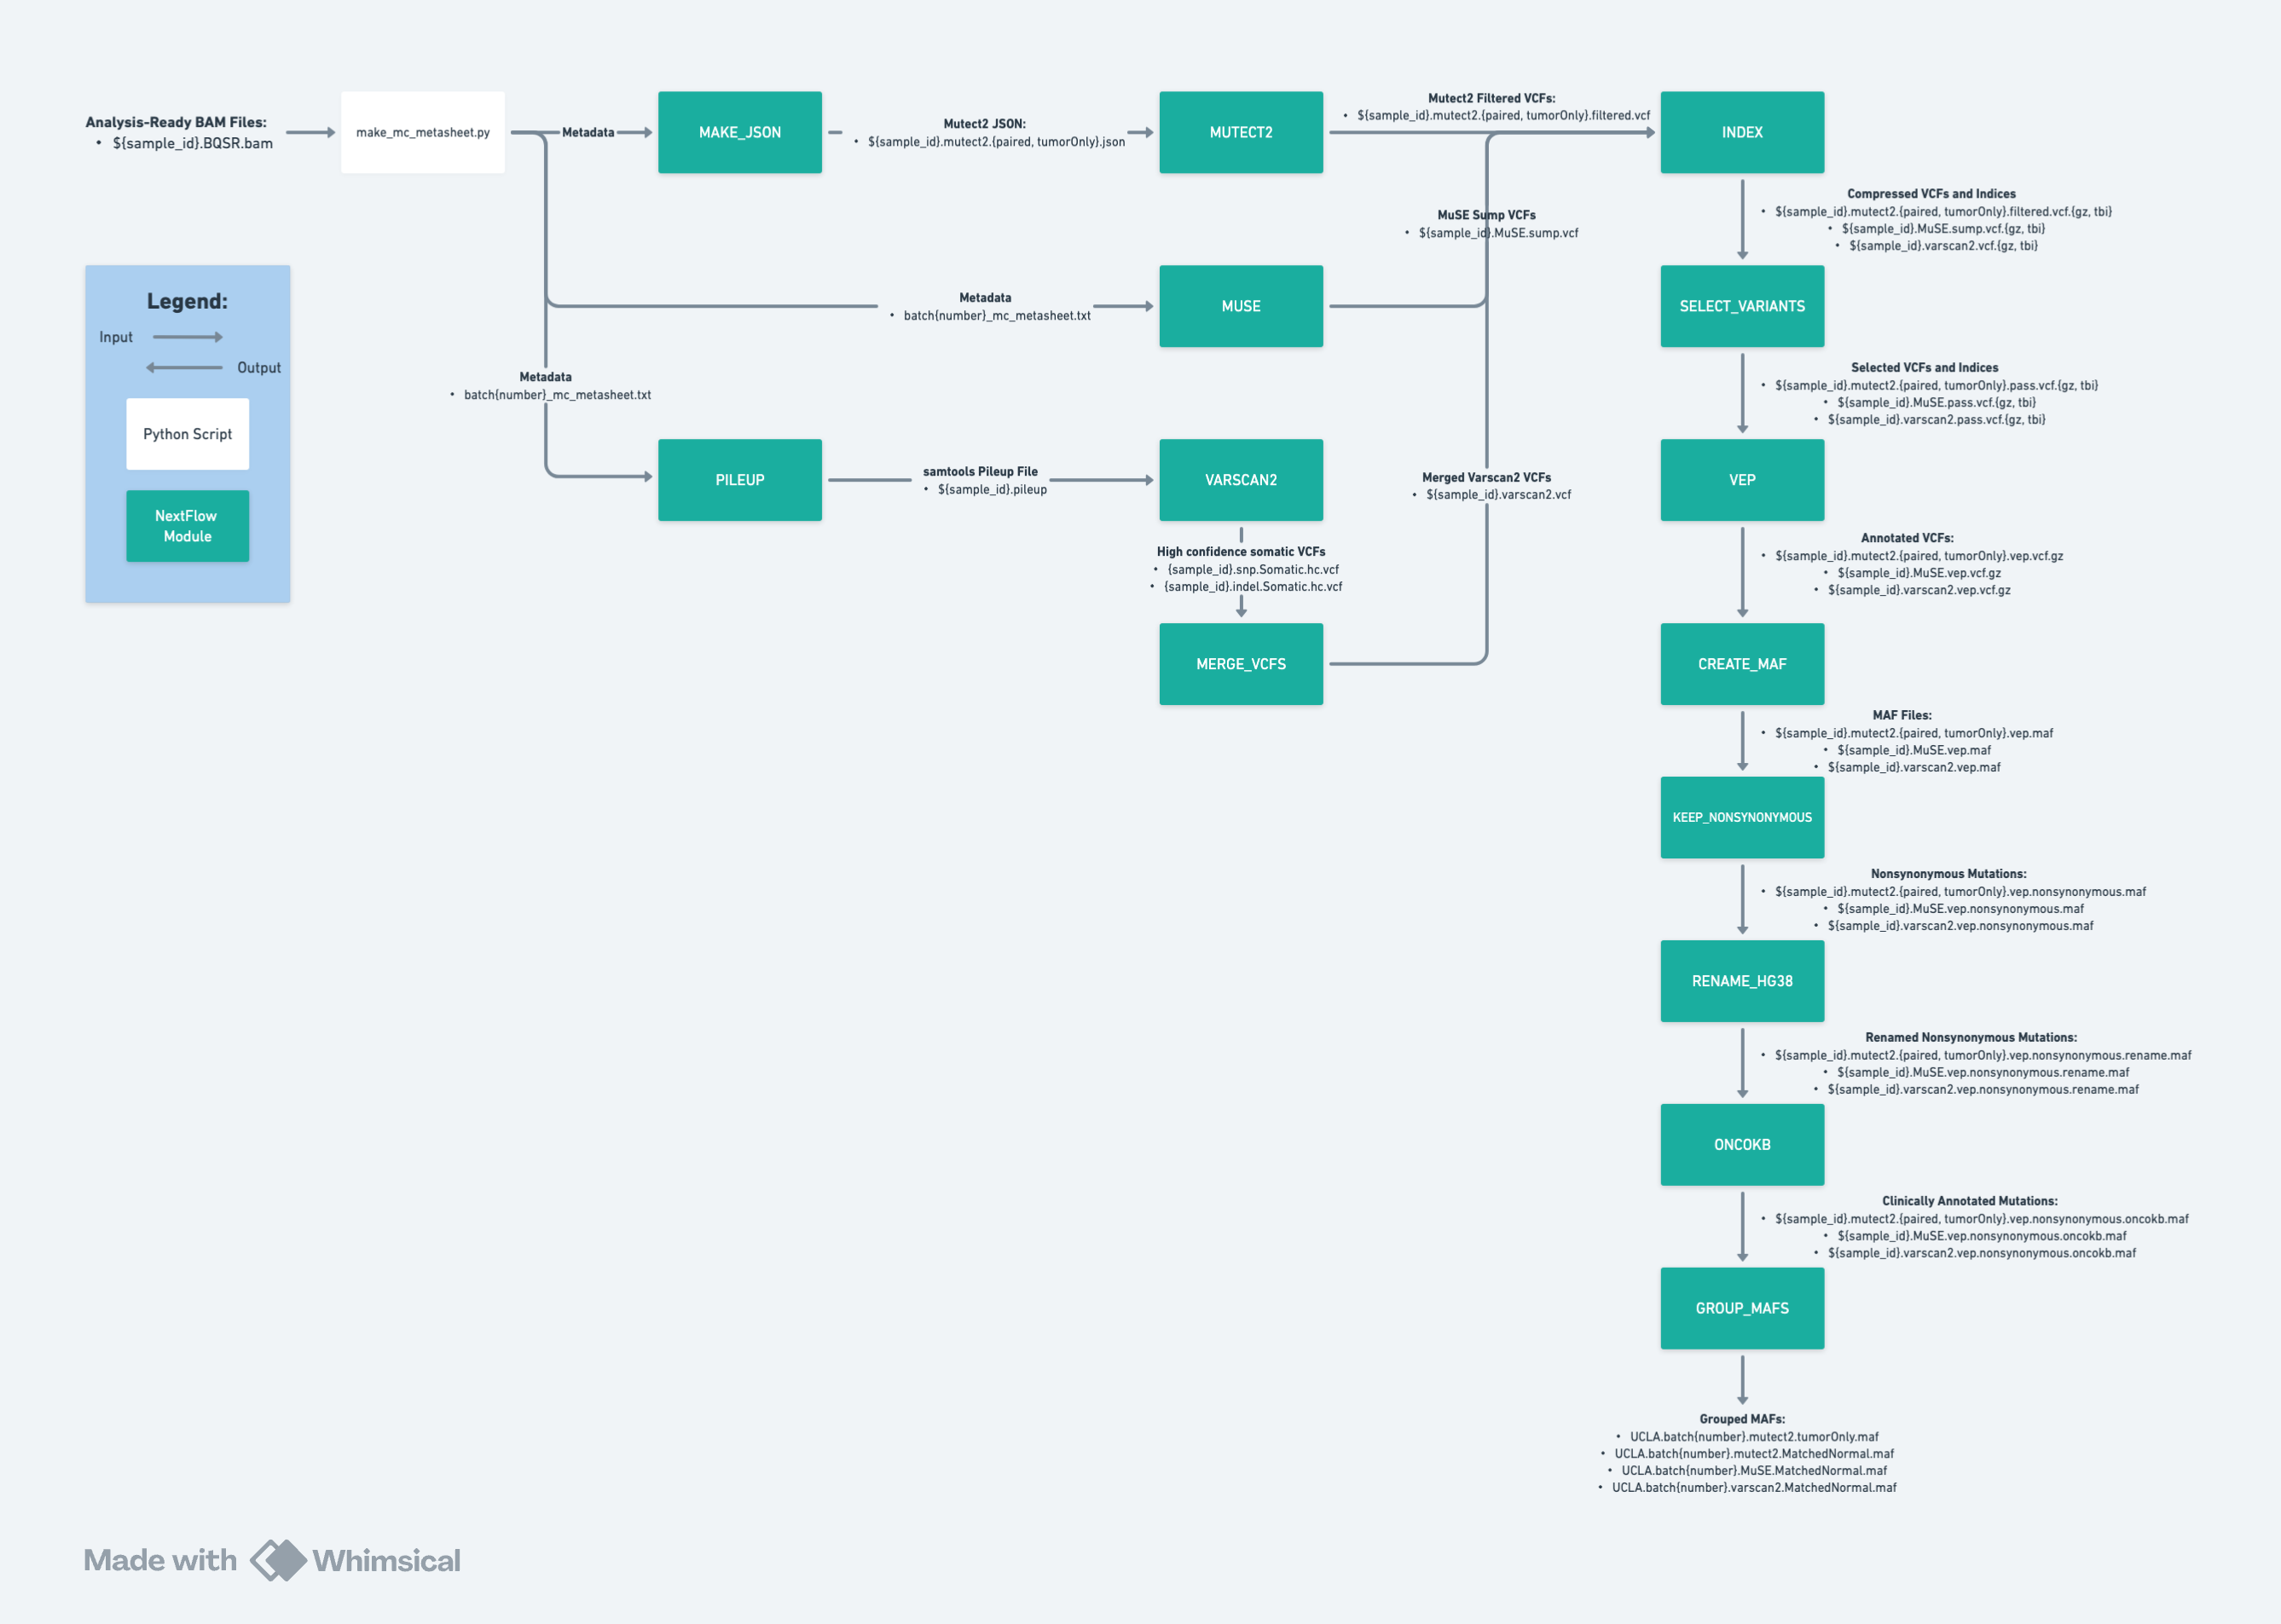 Analysis-Ready BAM Files:
• ${sample_id}.BQSR.bam
make_mc_metasheet.py
Metadata
MAKE_JSON
Mutect2 JSON:
• ${sample_id}.mutect2.{paired, tumorOnly}.json
MUTECT2
Mutect2 Filtered VCFs:
• ${sample_id}.mutect2.{paired, tumorOnly}.filtered.vcf
INDEX
Compressed VCFs and Indices
• ${sample_id}.mutect2.{paired, tumorOnly}.filtered.vcf.{gz, tbi}
• ${sample_id}.MuSE.sump.vcf.{gz, tbi}
• ${sample_id}.varscan2.vcf.{gz, tbi}
MuSE Sump VCFs
• ${sample_id}.MuSE.sump.vcf
Legend:
Input
Output
Python Script
NextFlow
Module
Metadata
• batch{number}_mc_metasheet.txt
MUSE
SELECT_VARIANTS
Selected VCFs and Indices
• ${sample_id}.mutect2.{paired, tumorOnly}.pass.vcf.{gz, tbi}
• ${sample_id}.MuSE.pass.vcf.{gz, tbi}
• ${sample_id}.varscan2.pass.vcf.{gz, tbi}
Metadata
• batch{number}_mc_metasheet.txt
PILEUP
samtools Pileup File
• ${sample_id}.pileup
VARSCAN2
Merged Varscan2 VCFs
• ${sample_id}.varscan2.vcf
VEP
High confidence somatic VCFs
• {sample_id}.snp.Somatic.hc.vcf
• {sample_id}.indel.Somatic.hc.vcf
Annotated VCFs:
• ${sample_id}.mutect2.{paired, tumorOnly}.vep.vcf.gz
• ${sample_id}.MuSE.vep.vcf.gz
• ${sample_id}.varscan2.vep.vcf.gz
MERGE_VCFS
CREATE_MAF
MAF Files:
• ${sample_id}.mutect2.{paired, tumorOnly}.vep.maf
• ${sample_id}.MuSE.vep.maf
• ${sample_id}.varscan2.vep.maf
KEEP_NONSYNONYMOUS
Nonsynonymous Mutations:
• ${sample_id}.mutect2.{paired, tumorOnly}.vep.nonsynonymous.maf
• ${sample_id}.MuSE.vep.nonsynonymous.maf
• ${sample_id}.varscan2.vep.nonsynonymous.maf
RENAME_HG38
Renamed Nonsynonymous Mutations:
• ${sample_id}.mutect2.{paired, tumorOnly}.vep.nonsynonymous.rename.maf
• ${sample_id}.MuSE.vep.nonsynonymous.rename.maf
• ${sample_id}.varscan2.vep.nonsynonymous.rename.maf
ONCOKB
Clinically Annotated Mutations:
• ${sample_id}.mutect2.{paired, tumorOnly}.vep.nonsynonymous.oncokb.maf
• ${sample_id}.MuSE.vep.nonsynonymous.oncokb.maf
• ${sample_id}.varscan2.vep.nonsynonymous.oncokb.maf
GROUP_MAFS
Grouped MAFs:
• UCLA.batch{number}.mutect2.tumorOnly.maf
• UCLA.batch{number}.mutect2.MatchedNormal.maf
• UCLA.batch{number}.MuSE.MatchedNormal.maf
• UCLA.batch{number}.varscan2.MatchedNormal.maf
Made with Whimsical